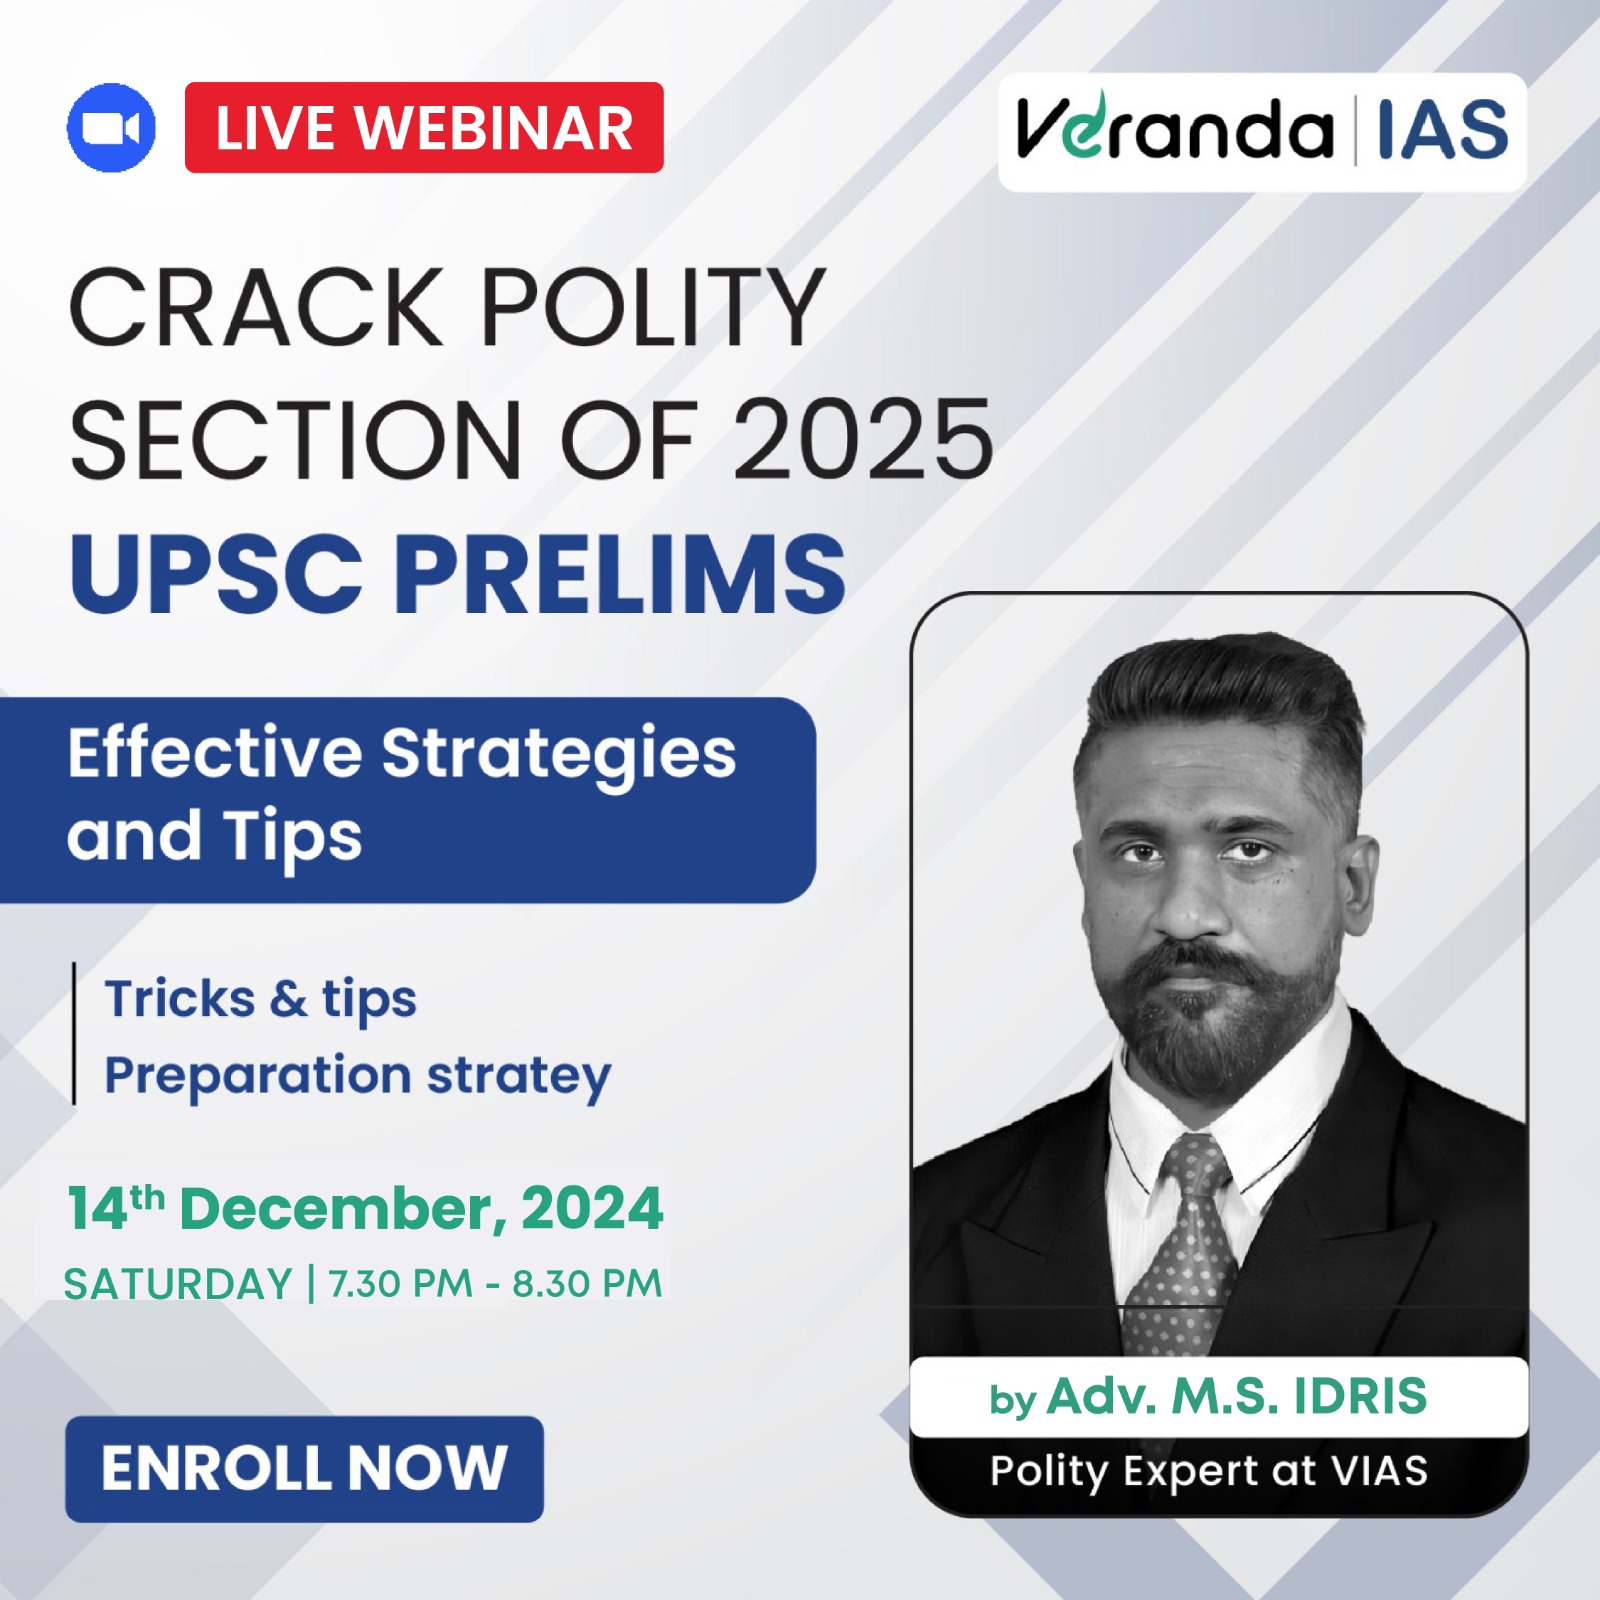 LIVE WEBINAR
Veranda | IAS
CRACK POLITY
SECTION OF 2025
UPSC PRELIMS
Effective Strategies
and Tips
Tricks & tips
Preparation stratey
14th December, 2024
SATURDAY | 7.30 PM - 8.30 PM
ENROLL NOW
by Adv. M.S. IDRIS
Polity Expert at VIAS